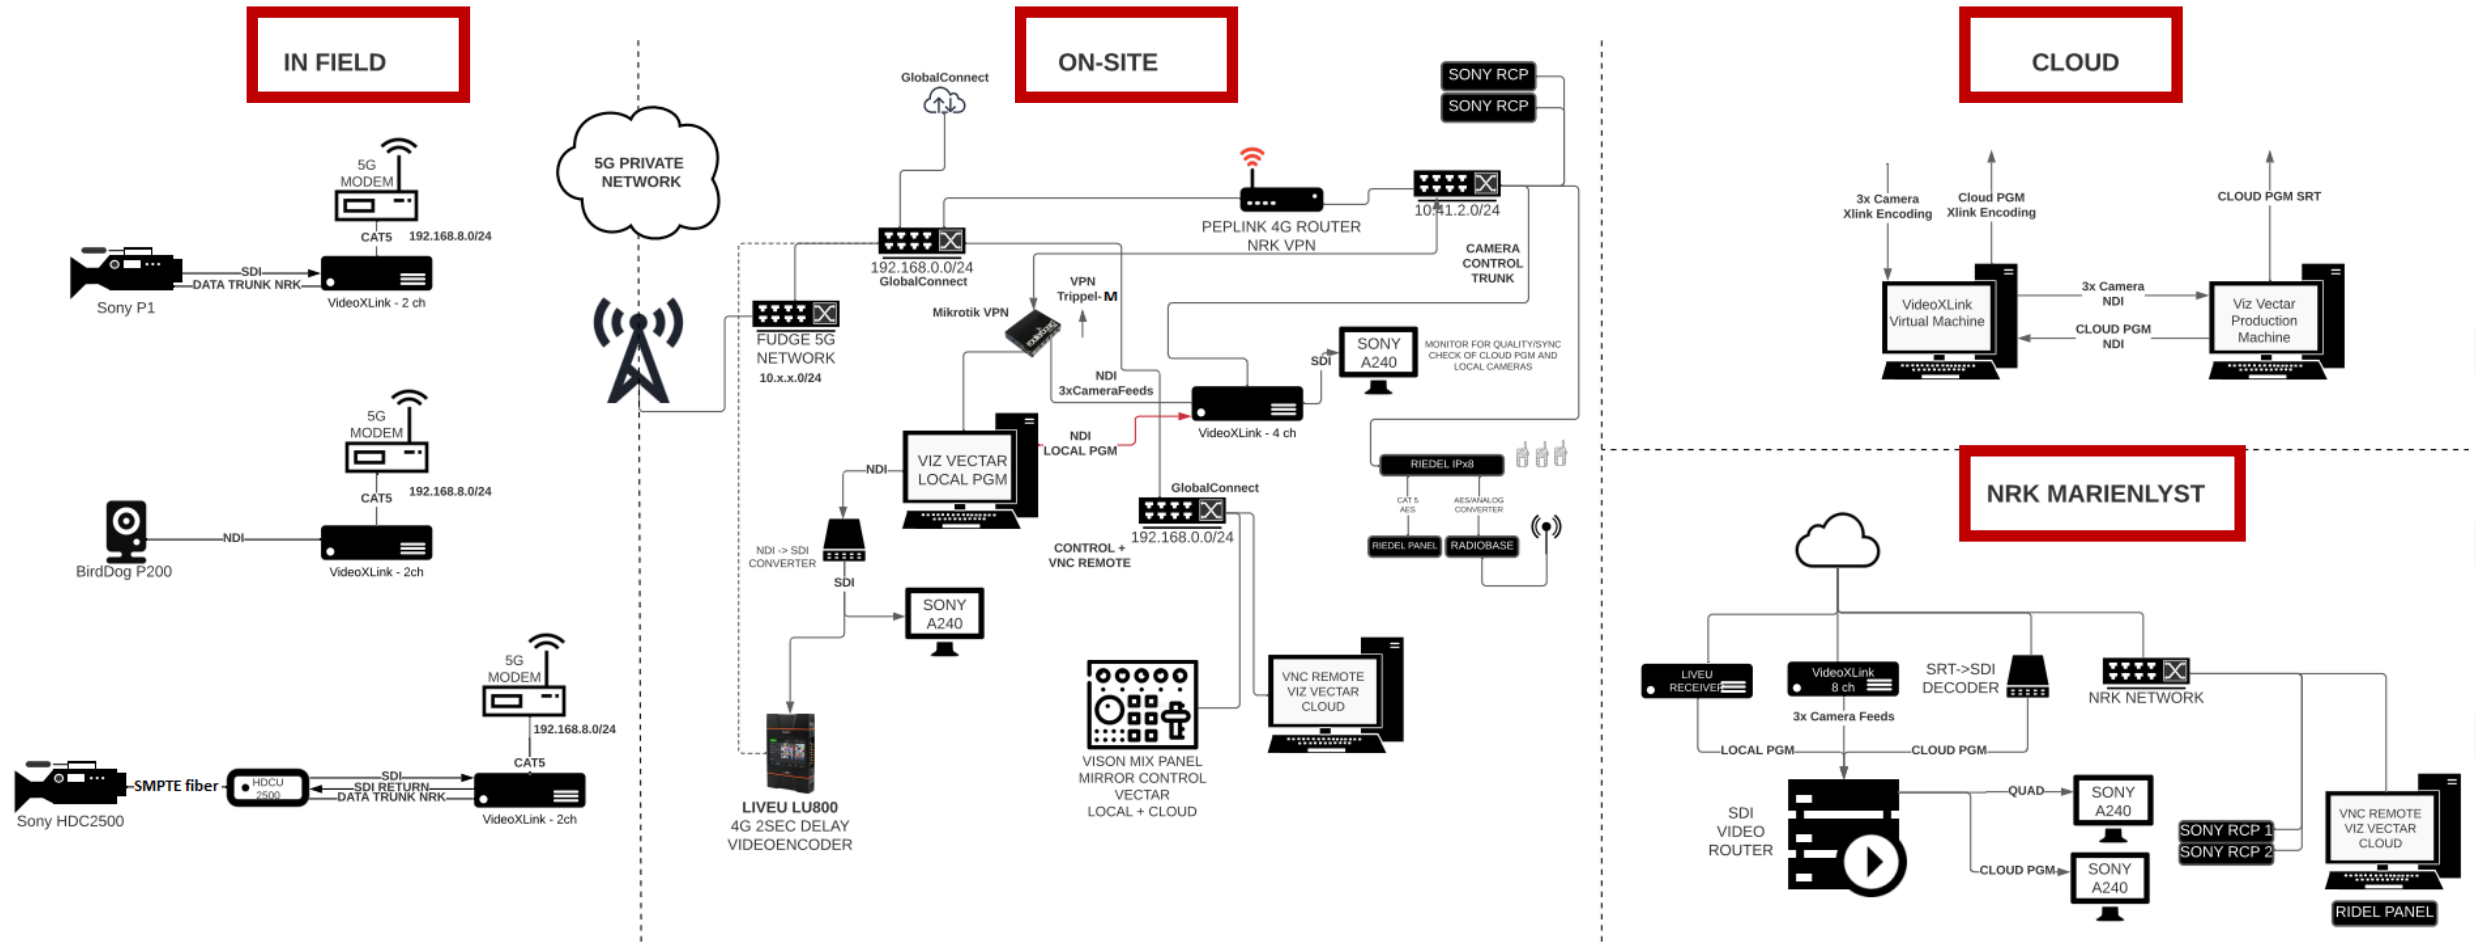 IN FIELD
5G
MODEM
CAT5
192.168.8.0/24
SDI
DATA TRUNK NRK
Sony P1
VideoXLink - 2 ch
5G
MODEM
CAT5
192.168.8.0/24
NDI
BirdDog P200
VideoXLink - 2ch
5G
MODEM
192.168.8.0/24
CAT5
SMPTE fiber
HDCU
2500
SDI
SDI RETURN
DATA TRUNK NRK
Sony HDC2500
VideoXLink - 2ch
5G PRIVATE
NETWORK
ON-SITE
GlobalConnect
SONY RCP
SONY RCP
10.41.2.0/24
PEPLINK 4G ROUTER
NRK VPN
192.168.0.0/24
GlobalConnect
CAMERA
CONTROL
TRUNK
VPN
Trippel-M
Mikrotik VPN
FUDGE 5G
NETWORK
10.x.x.0/24
NDI
3xCameraFeeds
SDI
SONY
A240
MONITOR FOR QUALITY/SYNC
CHECK OF CLOUD PGM AND
LOCAL CAMERAS
VideoXLink - 4 ch
NDI
LOCAL PGM
VIZ VECTAR
LOCAL PGM
NDI
NDI -> SDI
CONVERTER
SDI
SONY
A240
RIEDEL IPx8
CAT 5
AES
AES/ANALOG
CONVERTER
RIEDEL PANEL
RADIOBASE
GlobalConnect
192.168.0.0/24
CONTROL +
VNC REMOTE
VNC REMOTE
VIZ VECTAR
CLOUD
VISON MIX PANEL
MIRROR CONTROL
VECTAR
LOCAL + CLOUD
LIVEU LU800
4G 2SEC DELAY
VIDEOENCODER
CLOUD
3x Camera
Xlink Encoding
Cloud PGM
Xlink Encoding
CLOUD PGM SRT
VideoXLink
Virtual Machine
3x Camera
NDI
CLOUD PGM
NDI
Viz Vectar
Production
Machine
NRK MARIENLYST
LIVEU
RECEIVER
VideoXLink
8 ch
SRT->SDI
DECODER
NRK NETWORK
3x Camera Feeds
LOCAL PGM
CLOUD PGM
SDI
VIDEO
ROUTER
QUAD
SONY
A240
CLOUD PGM
SONY
A240
SONY RCP 1
SONY RCP 2
VNC REMOTE
VIZ VECTAR
CLOUD
RIDEL PANEL